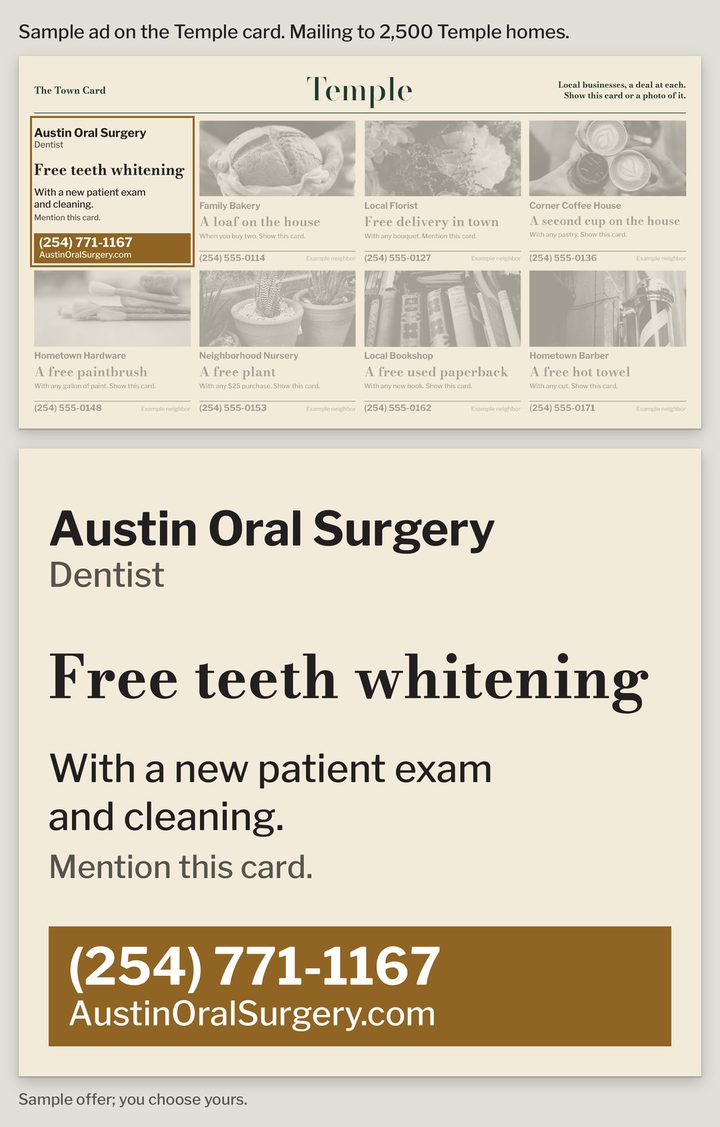 Sample ad on the Temple card. Mailing to 2,500 Temple homes.
The Town Card
Temple
Local businesses, a deal at each.
Show this card or a photo of it.
Austin Oral Surgery
Dentist
Free teeth whitening
With a new patient exam
and cleaning.
Mention this card.
(254) 771-1167
AustinOralSurgery.com
Family Bakery
A loaf on the house
When you buy two. Show this card.
(254) 555-0114
Example neighbor
Local Florist
Free delivery in town
With any bouquet. Mention this card.
(254) 555-0127
Example neighbor
Corner Coffee House
A second cup on the house
With any pastry. Show this card.
(254) 555-0136
Example neighbor
Hometown Hardware
A free paintbrush
With any gallon of paint. Show this card.
(254) 555-0148
Example neighbor
Neighborhood Nursery
A free plant
With any $25 purchase. Show this card.
(254) 555-0153
Example neighbor
Local Bookshop
A free used paperback
With any new book. Show this card.
(254) 555-0162
Example neighbor
Hometown Barber
A free hot towel
With any cut. Show this card.
(254) 555-0171
Example neighbor
Austin Oral Surgery
Dentist
Free teeth whitening
With a new patient exam
and cleaning.
Mention this card.
(254) 771-1167
AustinOralSurgery.com
Sample offer; you choose yours.